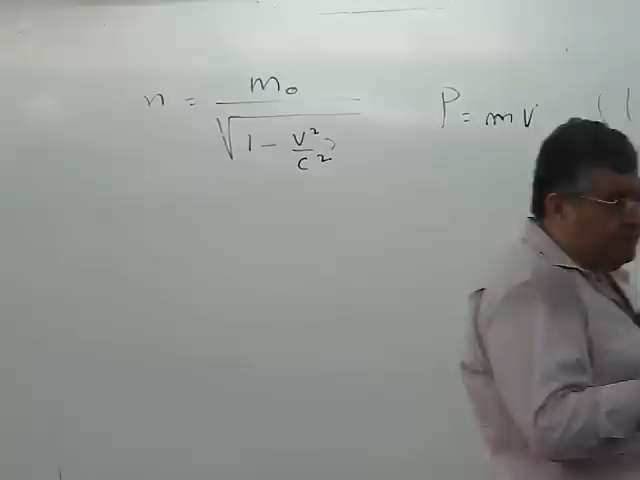 n = m₀ / √(1 - v²/c²)
P = mv